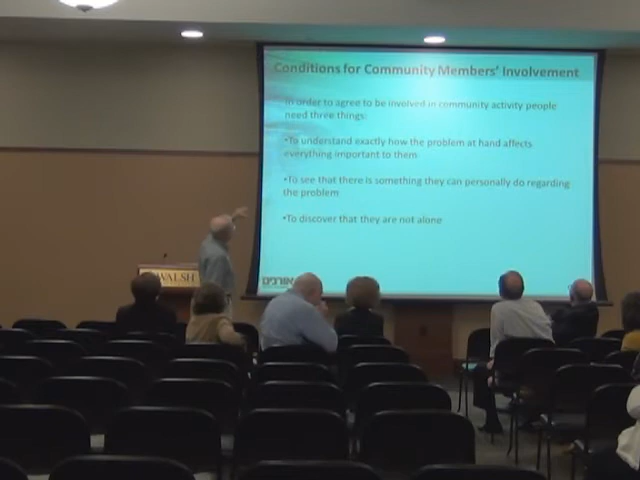 Conditions for Community Members' Involvement
In order to agree to be involved in community activity people
need three things:
•To understand exactly how the problem at hand affects
everything important to them
•To see that there is something they can personally do regarding
the problem
•To discover that they are not alone
WALSH
אורנים